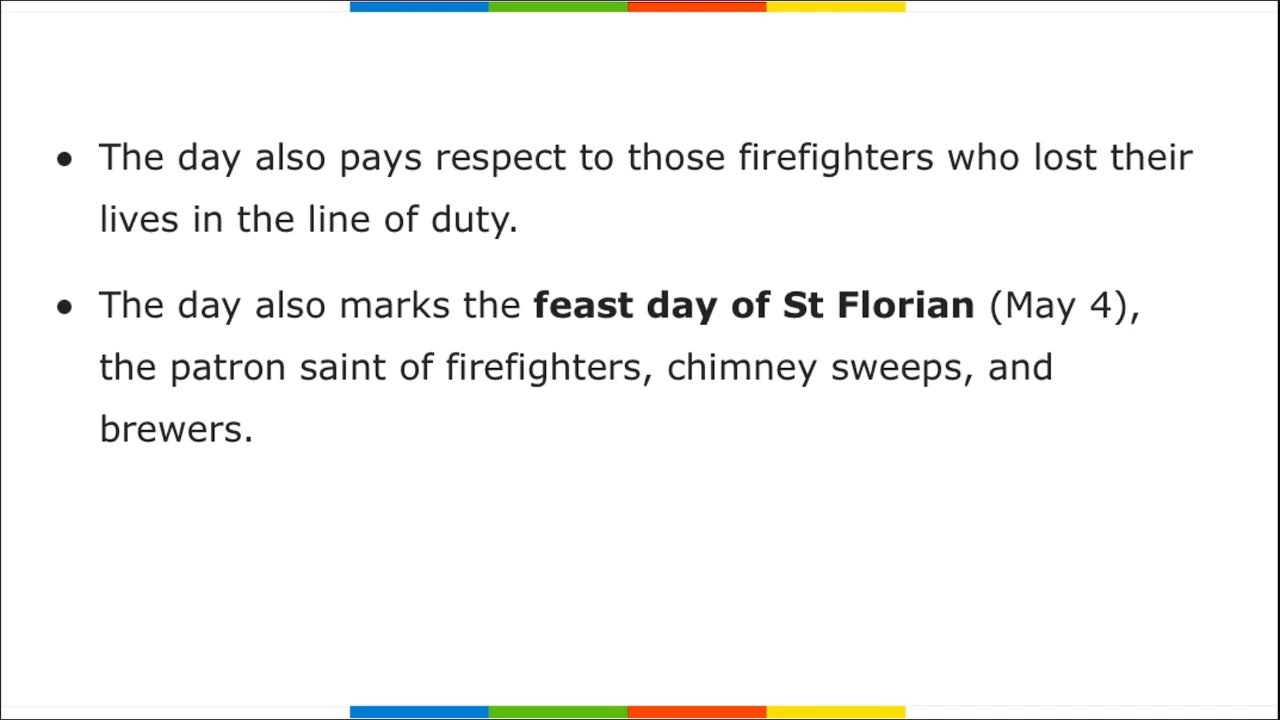 • The day also pays respect to those firefighters who lost their
lives in the line of duty.
• The day also marks the feast day of St Florian (May 4),
the patron saint of firefighters, chimney sweeps, and
brewers.